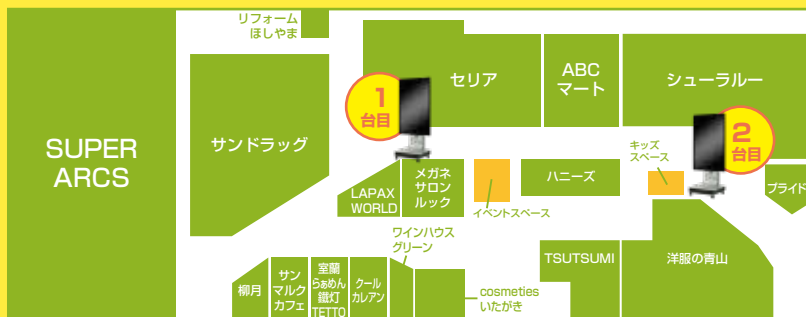 リフォーム
ほしやま
SUPER
ARCS
サンドラッグ
1
台目
セリア
ABC
マート
シューラルー
2
台目
キッズ
スペース
LAPAX
WORLD
メガネ
サロン
ルック
イベントスペース
ハニーズ
プライド
ワインハウス
グリーン
柳月
サン
マルク
カフェ
室蘭
らぁめん
鐵灯
TETTO
クール
カレアン
cosmeties
いたがき
TSUTSUMI
洋服の青山